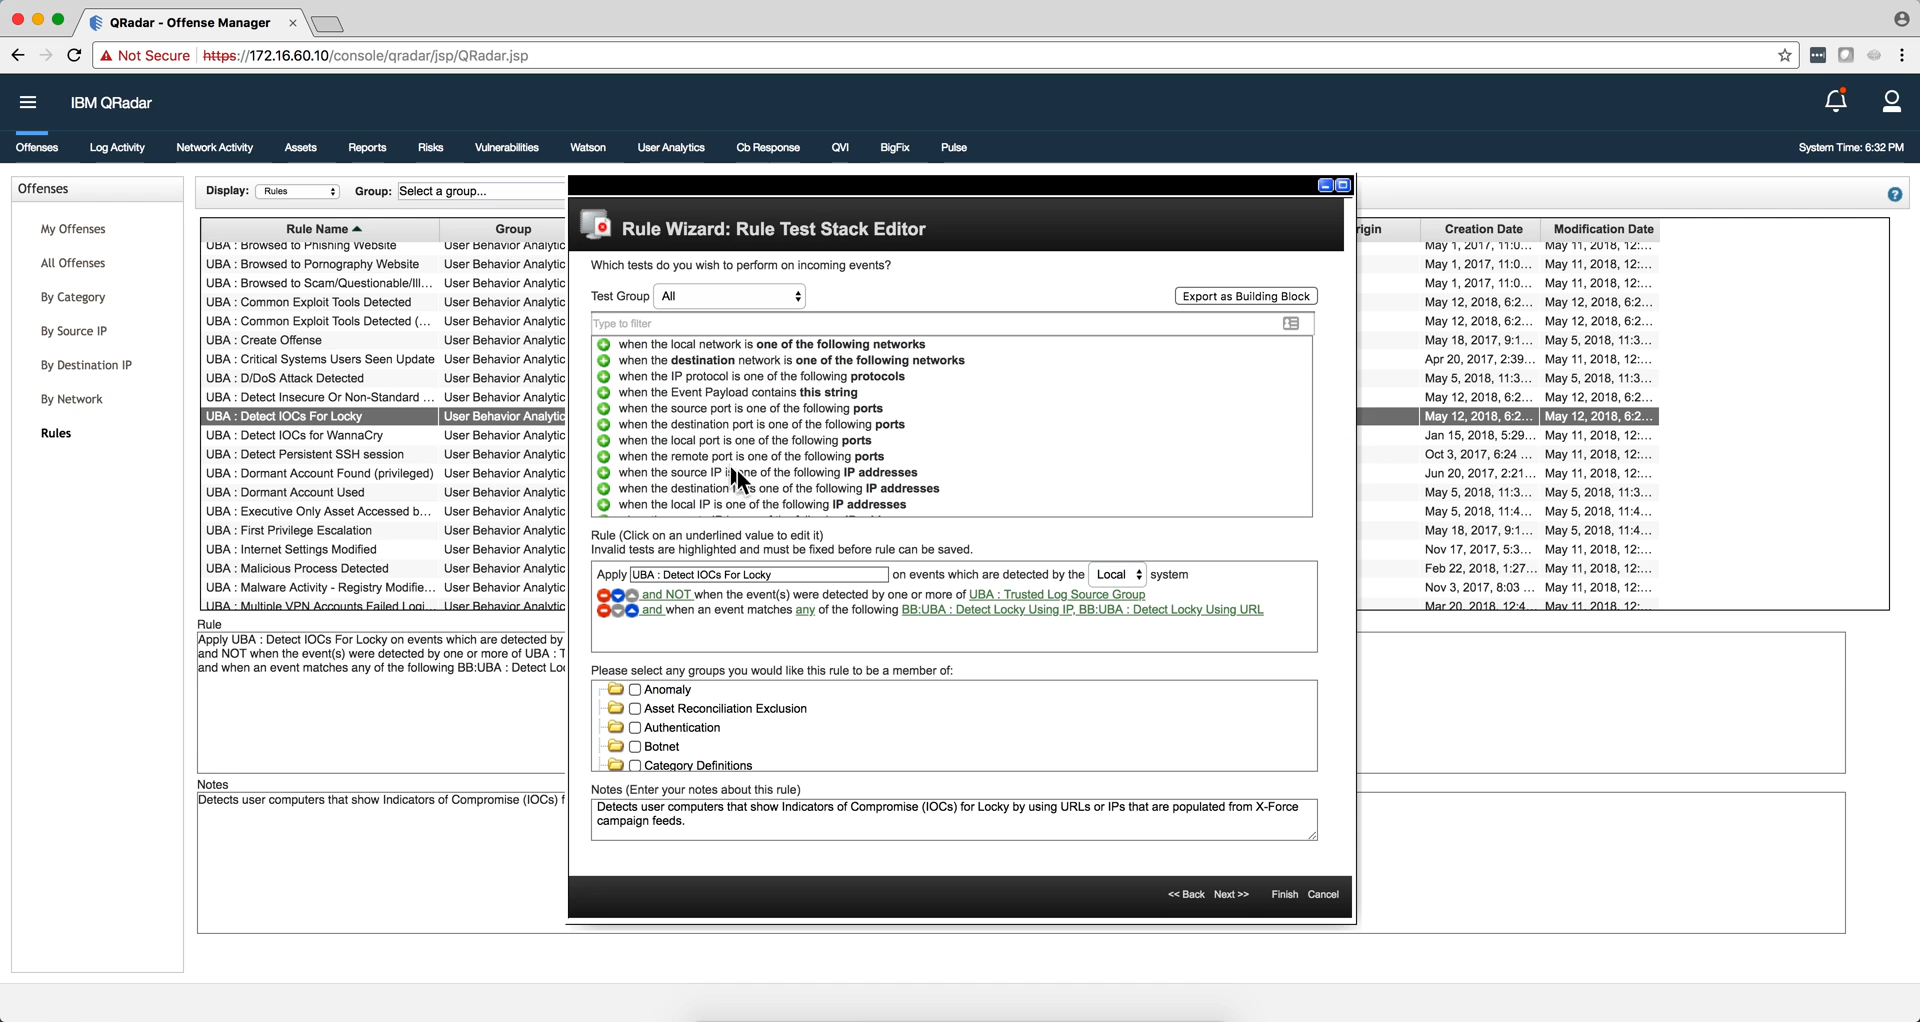 QRadar - Offense Manager
Not Secure https://172.16.60.10/console/qradar/jsp/QRadar.jsp
IBM QRadar
Offenses Log Activity Network Activity Assets Reports Risks Vulnerabilities Watson User Analytics Cb Response QVI BigFix Pulse System Time: 6:32 PM
Offenses
My Offenses
All Offenses
By Category
By Source IP
By Destination IP
By Network
Rules
Display: Rules Group: Select a group...
Rule Name Group rigin Creation Date Modification Date
UBA : Browsed to Phishing Website User Behavior Analytic May 1, 2017, 11:0... May 11, 2018, 12:...
UBA : Browsed to Pornography Website User Behavior Analytic May 1, 2017, 11:0... May 11, 2018, 12:...
UBA : Browsed to Scam/Questionable/Ill... User Behavior Analytic May 1, 2017, 11:0... May 11, 2018, 12:...
UBA : Common Exploit Tools Detected User Behavior Analytic May 12, 2018, 6:2... May 12, 2018, 6:2...
UBA : Common Exploit Tools Detected (... User Behavior Analytic May 12, 2018, 6:2... May 12, 2018, 6:2...
UBA : Create Offense User Behavior Analytic May 18, 2017, 9:1... May 5, 2018, 11:3...
UBA : Critical Systems Users Seen Update User Behavior Analytic Apr 20, 2017, 2:39... May 11, 2018, 12:...
UBA : D/DoS Attack Detected User Behavior Analytic May 5, 2018, 11:3... May 5, 2018, 11:3...
UBA : Detect Insecure Or Non-Standard ... User Behavior Analytic May 12, 2018, 6:2... May 12, 2018, 6:2...
UBA : Detect IOCs For Locky User Behavior Analytic May 12, 2018, 6:2... May 12, 2018, 6:2...
UBA : Detect IOCs for WannaCry User Behavior Analytic Jan 15, 2018, 5:29... May 11, 2018, 12:...
UBA : Detect Persistent SSH session User Behavior Analytic Oct 3, 2017, 6:24 ... May 11, 2018, 12:...
UBA : Dormant Account Found (privileged) User Behavior Analytic Jun 20, 2017, 2:21... May 11, 2018, 12:...
UBA : Dormant Account Used User Behavior Analytic May 5, 2018, 11:3... May 5, 2018, 11:3...
UBA : Executive Only Asset Accessed b... User Behavior Analytic May 5, 2018, 11:4... May 5, 2018, 11:4...
UBA : First Privilege Escalation User Behavior Analytic May 18, 2017, 9:1... May 5, 2018, 11:4...
UBA : Internet Settings Modified User Behavior Analytic Nov 17, 2017, 5:3... May 11, 2018, 12:...
UBA : Malicious Process Detected User Behavior Analytic Feb 22, 2018, 1:27... May 11, 2018, 12:...
UBA : Malware Activity - Registry Modifie... User Behavior Analytic Nov 3, 2017, 8:03 ... May 11, 2018, 12:...
UBA : Multiple VPN Accounts Failed Logi... User Behavior Analytic Mar 20, 2018, 12:4... May 11, 2018, 12:...
Rule
Apply UBA : Detect IOCs For Locky on events which are detected by
and NOT when the event(s) were detected by one or more of UBA : T
and when an event matches any of the following BB:UBA : Detect Lo
Notes
Detects user computers that show Indicators of Compromise (IOCs) f
Rule Wizard: Rule Test Stack Editor
Which tests do you wish to perform on incoming events?
Test Group All Export as Building Block
Type to filter
when the local network is one of the following networks
when the destination network is one of the following networks
when the IP protocol is one of the following protocols
when the Event Payload contains this string
when the source port is one of the following ports
when the destination port is one of the following ports
when the local port is one of the following ports
when the remote port is one of the following ports
when the source IP one of the following IP addresses
when the destination is one of the following IP addresses
when the local IP is one of the following IP addresses
Rule (Click on an underlined value to edit it)
Invalid tests are highlighted and must be fixed before rule can be saved.
Apply UBA : Detect IOCs For Locky on events which are detected by the Local system
and NOT when the event(s) were detected by one or more of UBA : Trusted Log Source Group
and when an event matches any of the following BB:UBA : Detect Locky Using IP, BB:UBA : Detect Locky Using URL
Please select any groups you would like this rule to be a member of:
Anomaly
Asset Reconciliation Exclusion
Authentication
Botnet
Category Definitions
Notes (Enter your notes about this rule)
Detects user computers that show Indicators of Compromise (IOCs) for Locky by using URLs or IPs that are populated from X-Force
campaign feeds.
<< Back Next >> Finish Cancel